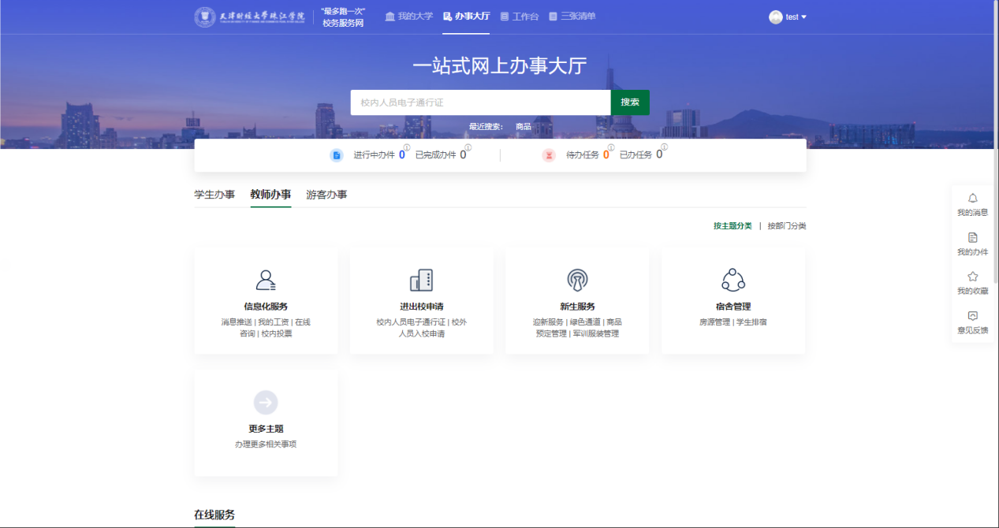 天津财经大学珠江学院
"最多跑一次"
校务服务网
我的大学
办事大厅
工作台
三张清单
test
一站式网上办事大厅
校内人员电子通行证
搜索
最近搜索： 商品
进行中办件 0 已完成办件 0
待办任务 0 已办任务 0
学生办事
教师办事
游客办事
按主题分类 | 按部门分类
信息化服务
消息推送 | 我的工资 | 在线
咨询 | 校内投票
进出校申请
校内人员电子通行证 | 校外
人员入校申请
新生服务
迎新服务 | 绿色通道 | 商品
预定管理 | 军训服装管理
宿舍管理
房源管理 | 学生排宿
更多主题
办理更多相关事项
在线服务
我的消息
我的办件
我的收藏
意见反馈